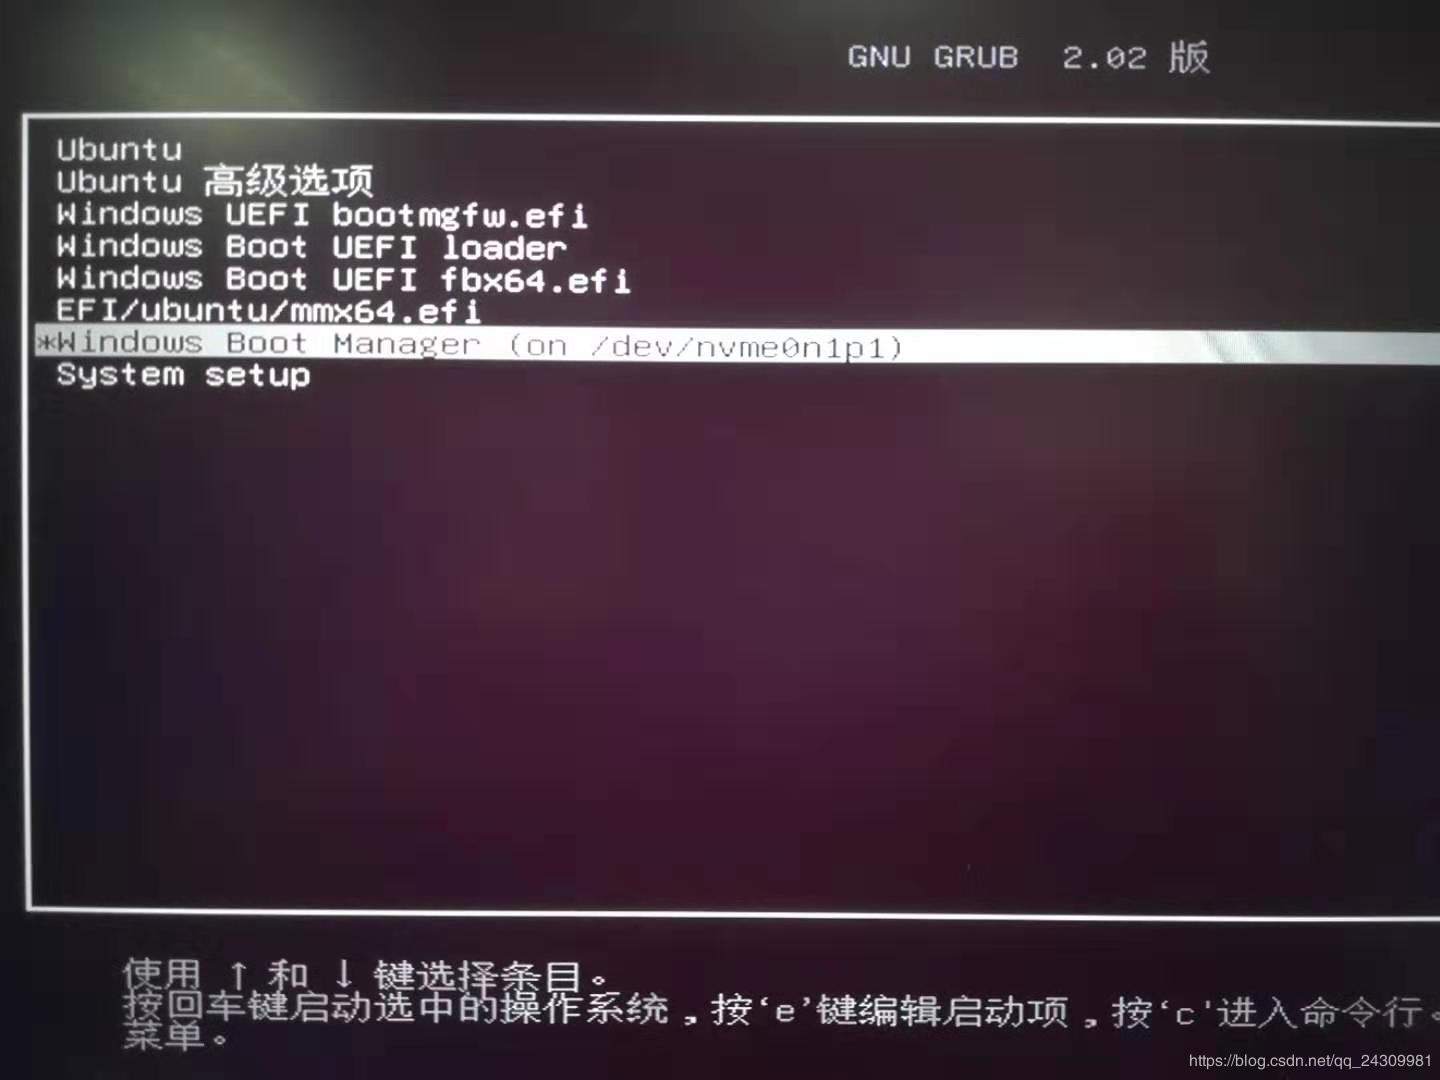 GNU GRUB 2.02 版
Ubuntu
Ubuntu 高级选项
Windows UEFI bootmgfw.efi
Windows Boot UEFI loader
Windows Boot UEFI fbx64.efi
EFI/ubuntu/mmx64.efi
*Windows Boot Manager (on /dev/nvme0n1p1)
System setup
使用 ↑ 和 ↓ 键选择条目。
按回车键启动选中的操作系统，按‘e’键编辑启动项，按‘c'进入命令行。
菜单。
https://blog.csdn.net/qq_24309981